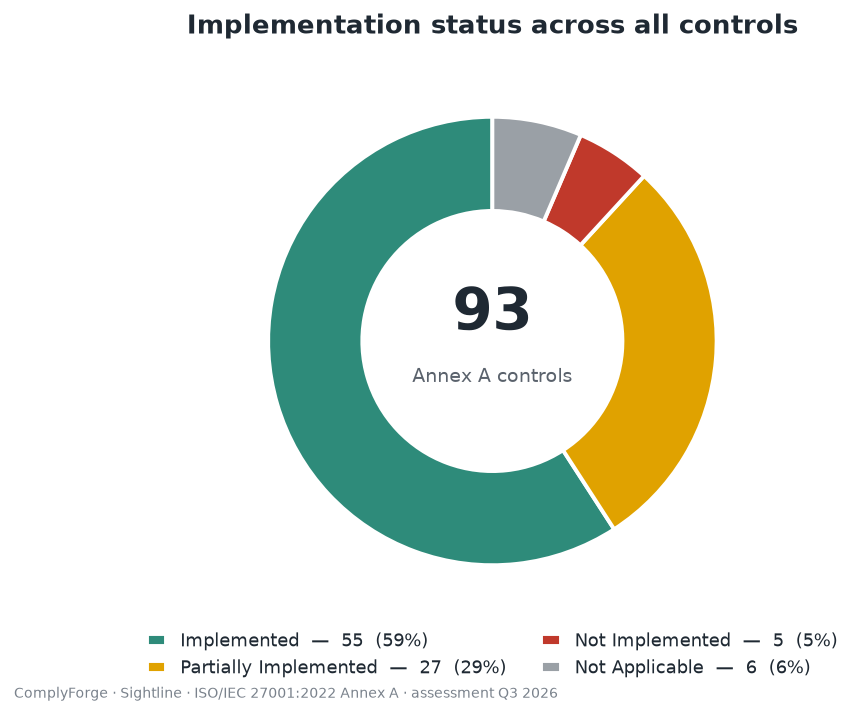 Implementation status across all controls
93
Annex A controls
Implemented — 55 (59%)
Partially Implemented — 27 (29%)
Not Implemented — 5 (5%)
Not Applicable — 6 (6%)
ComplyForge · Sightline · ISO/IEC 27001:2022 Annex A · assessment Q3 2026